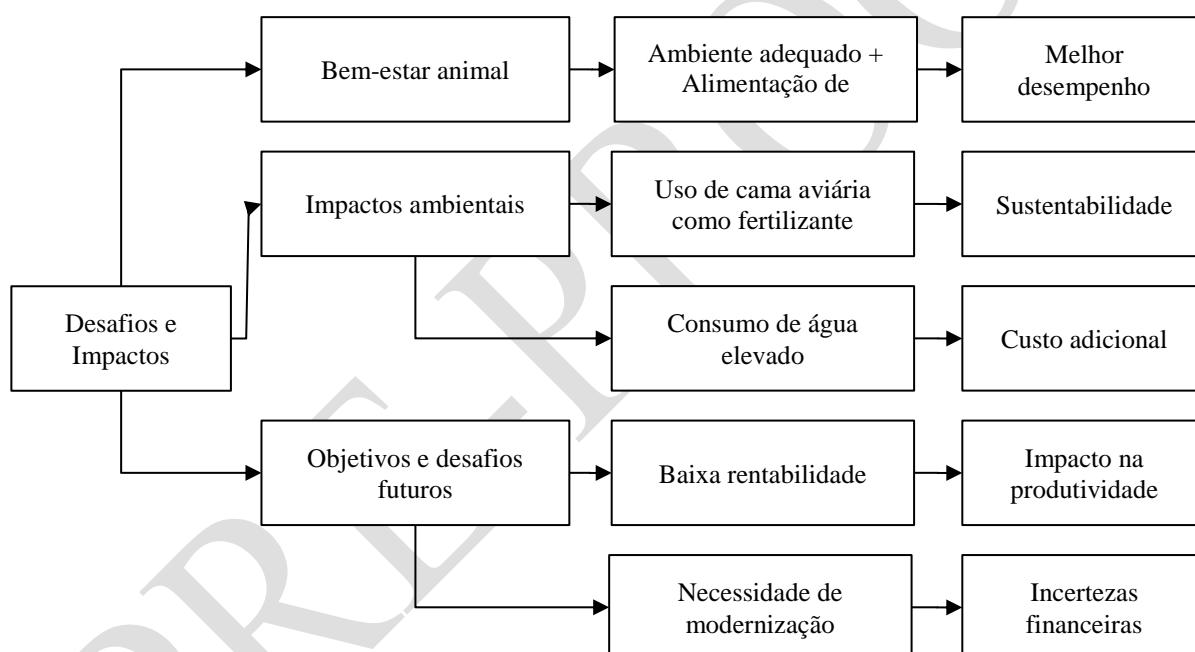 Bem-estar animal
Ambiente adequado +
Alimentação de
Melhor
desempenho
Impactos ambientais
Uso de cama aviária
como fertilizante
Sustentabilidade
Desafios e
Impactos
Consumo de água
elevado
Custo adicional
Objetivos e desafios
futuros
Baixa rentabilidade
Impacto na
produtividade
Necessidade de
modernização
Incertezas
financeiras